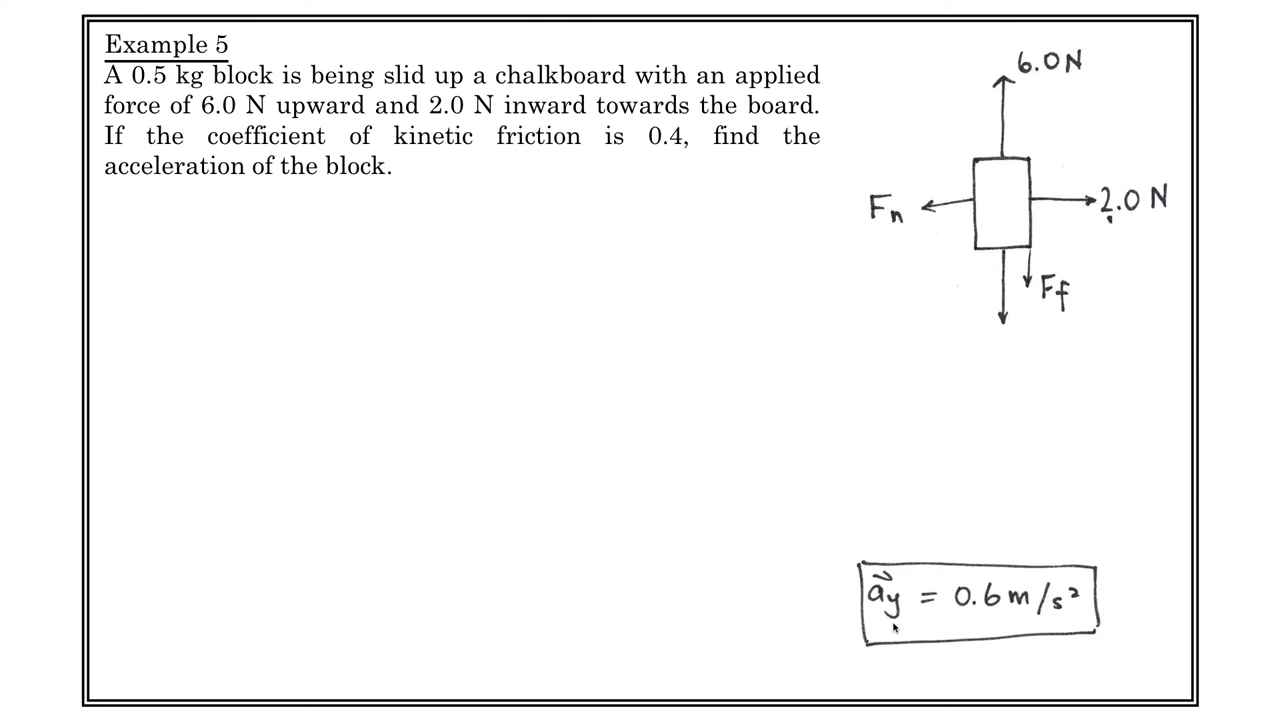 Example 5
A 0.5 kg block is being slid up a chalkboard with an applied
force of 6.0 N upward and 2.0 N inward towards the board.
If the coefficient of kinetic friction is 0.4, find the
acceleration of the block.
6.0 N
Fn
2.0 N
Ff
a⃗y = 0.6 m/s²